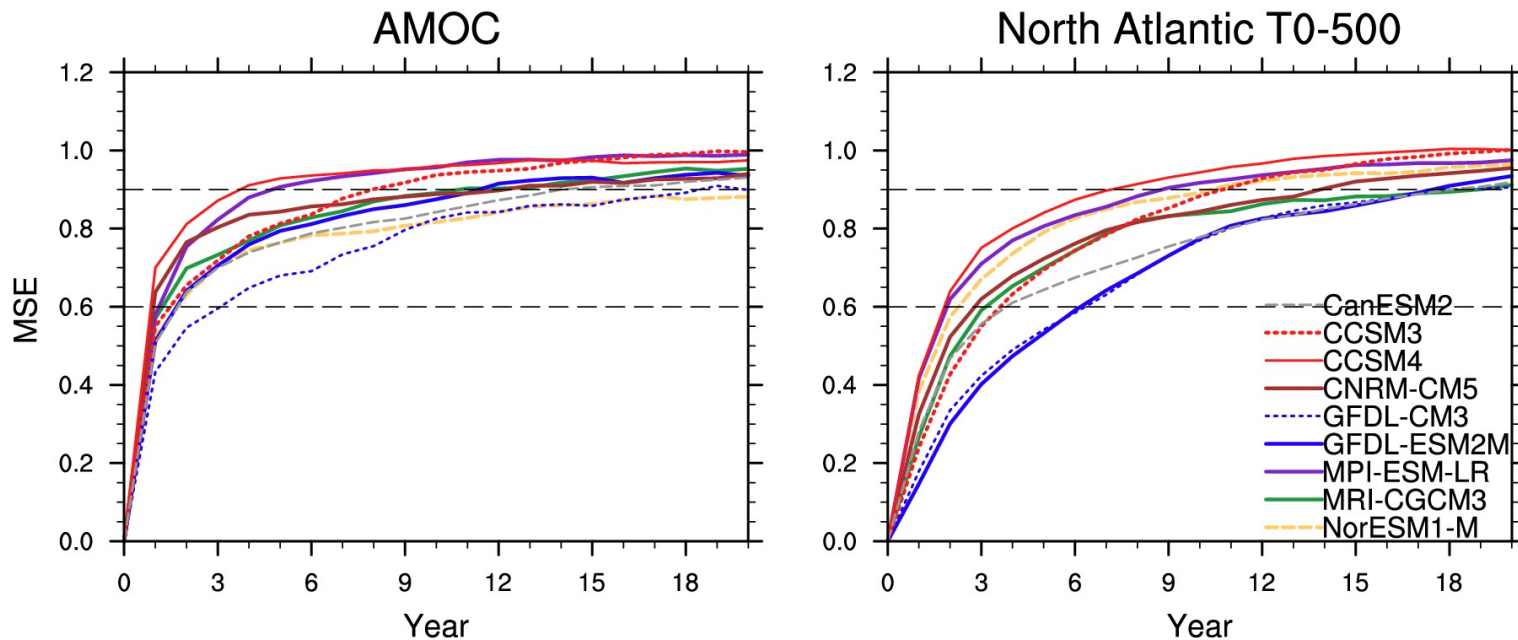 AMOC
North Atlantic T0-500
1.2
1.0
0.8
0.6
0.4
0.2
0.0
MSE
0 3 6 9 12 15 18
Year
1.2
1.0
0.8
0.6
0.4
0.2
0.0
CanESM2
CCSM3
CCSM4
CNRM-CM5
GFDL-CM3
GFDL-ESM2M
MPI-ESM-LR
MRI-CGCM3
NorESM1-M
0 3 6 9 12 15 18
Year